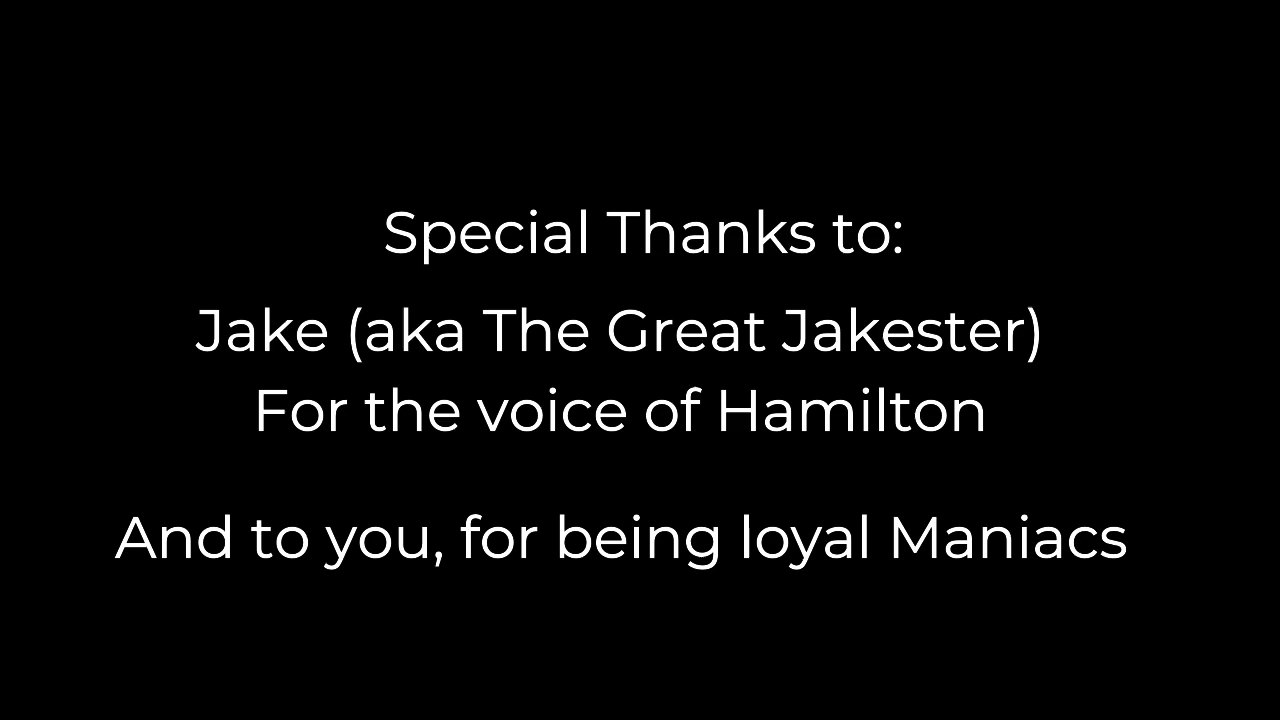 Special Thanks to:
Jake (aka The Great Jakester)
For the voice of Hamilton
And to you, for being loyal Maniacs